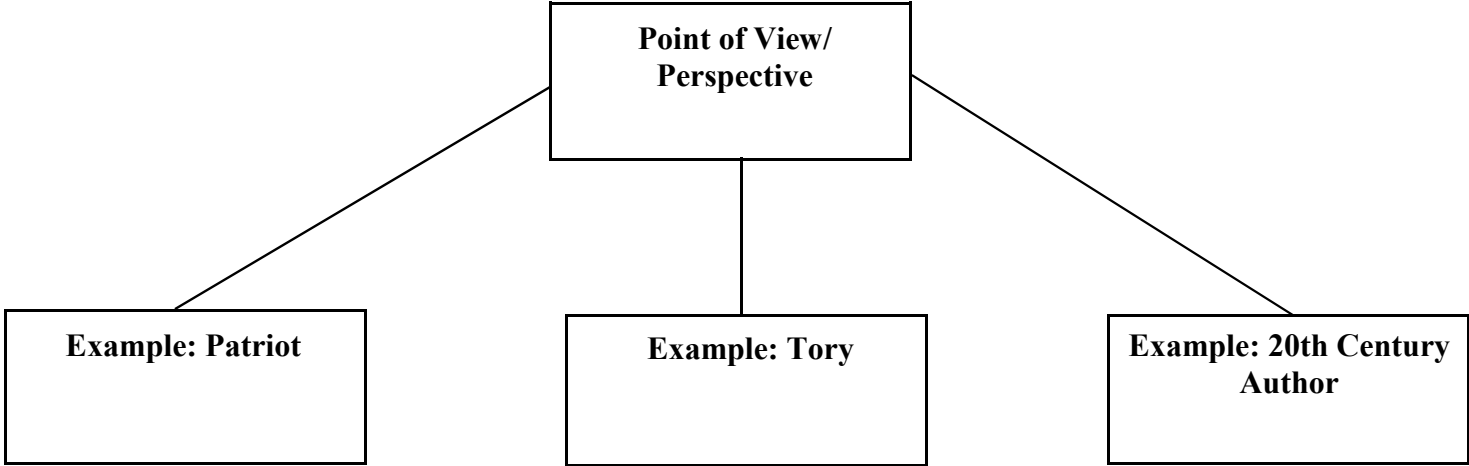 Point of View/
Perspective
Example: Patriot
Example: Tory
Example: 20th Century
Author